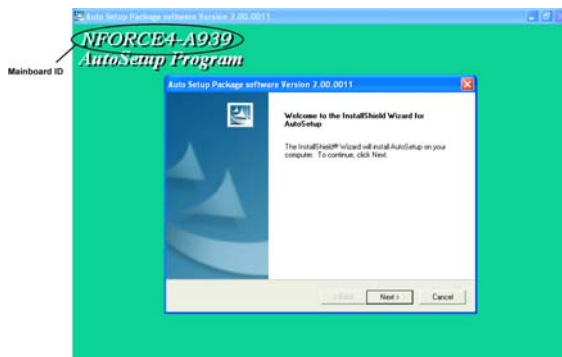 Auto Setup Package software Version 2.00.0011
NFORCE4-A939
AutoSetup Program
Mainboard ID
Auto Setup Package software Version 2.00.0011
Welcome to the InstallShield Wizard for
AutoSetup
The InstallShield® Wizard will install AutoSetup on your
computer. To continue, click Next.
< Back
Next >
Cancel